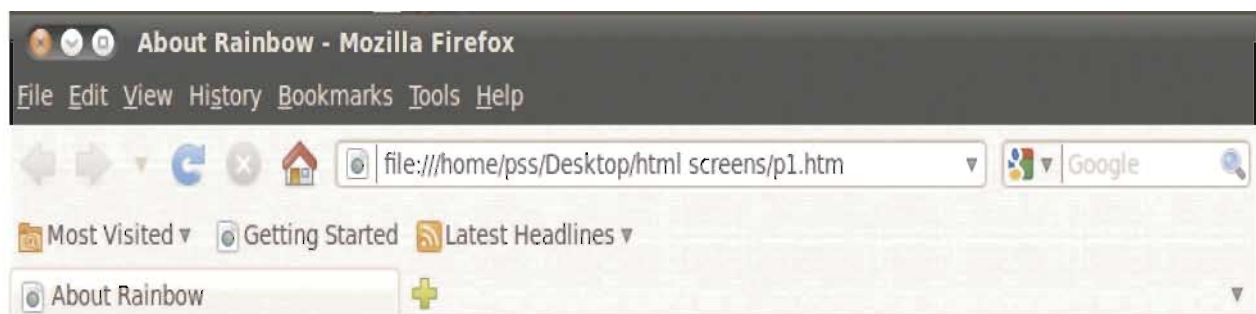 About Rainbow - Mozilla Firefox
File Edit View History Bookmarks Tools Help
file:///home/pss/Desktop/html screens/p1.htm Google
Most Visited Getting Started Latest Headlines
About Rainbow